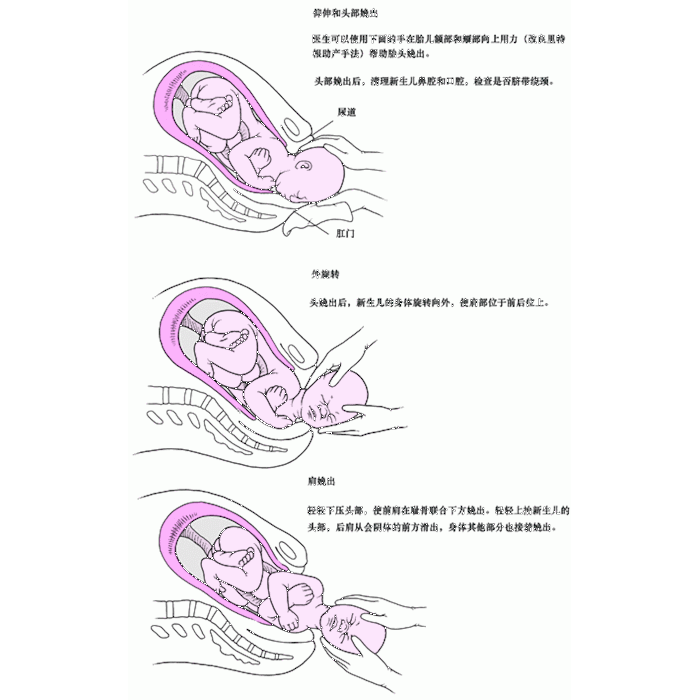 仰伸和头部娩出
医生可以使用下面的手在胎儿颏部和颊部向上用力（改良里特
根助产手法）帮助胎头娩出。
头部娩出后，清理新生儿鼻腔和口腔，检查是否脐带绕颈。
尿道
肛门
外旋转
头娩出后，新生儿的身体旋转向外，使肩部位于前后位上。
肩娩出
轻轻下压头部，使前肩在耻骨联合下方娩出。轻轻上抬新生儿的
头部，后肩从会阴体的前方滑出，身体其他部分也接着娩出。